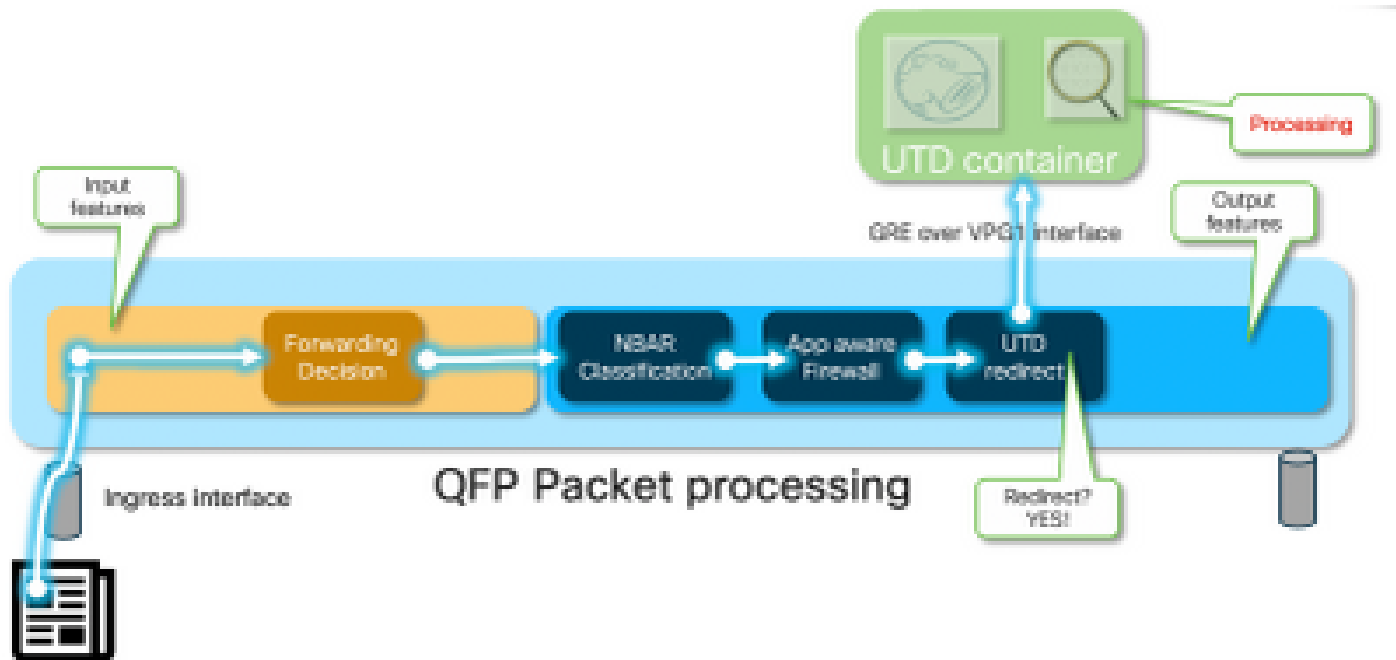 Processing
UTD container
Input
features
Output
features
GRE over VPG1 interface
Forwarding
Decision
NBAR
Classification
App aware
Firewall
UTD
redirect
Ingress interface
QFP Packet processing
Redirect?
YES!